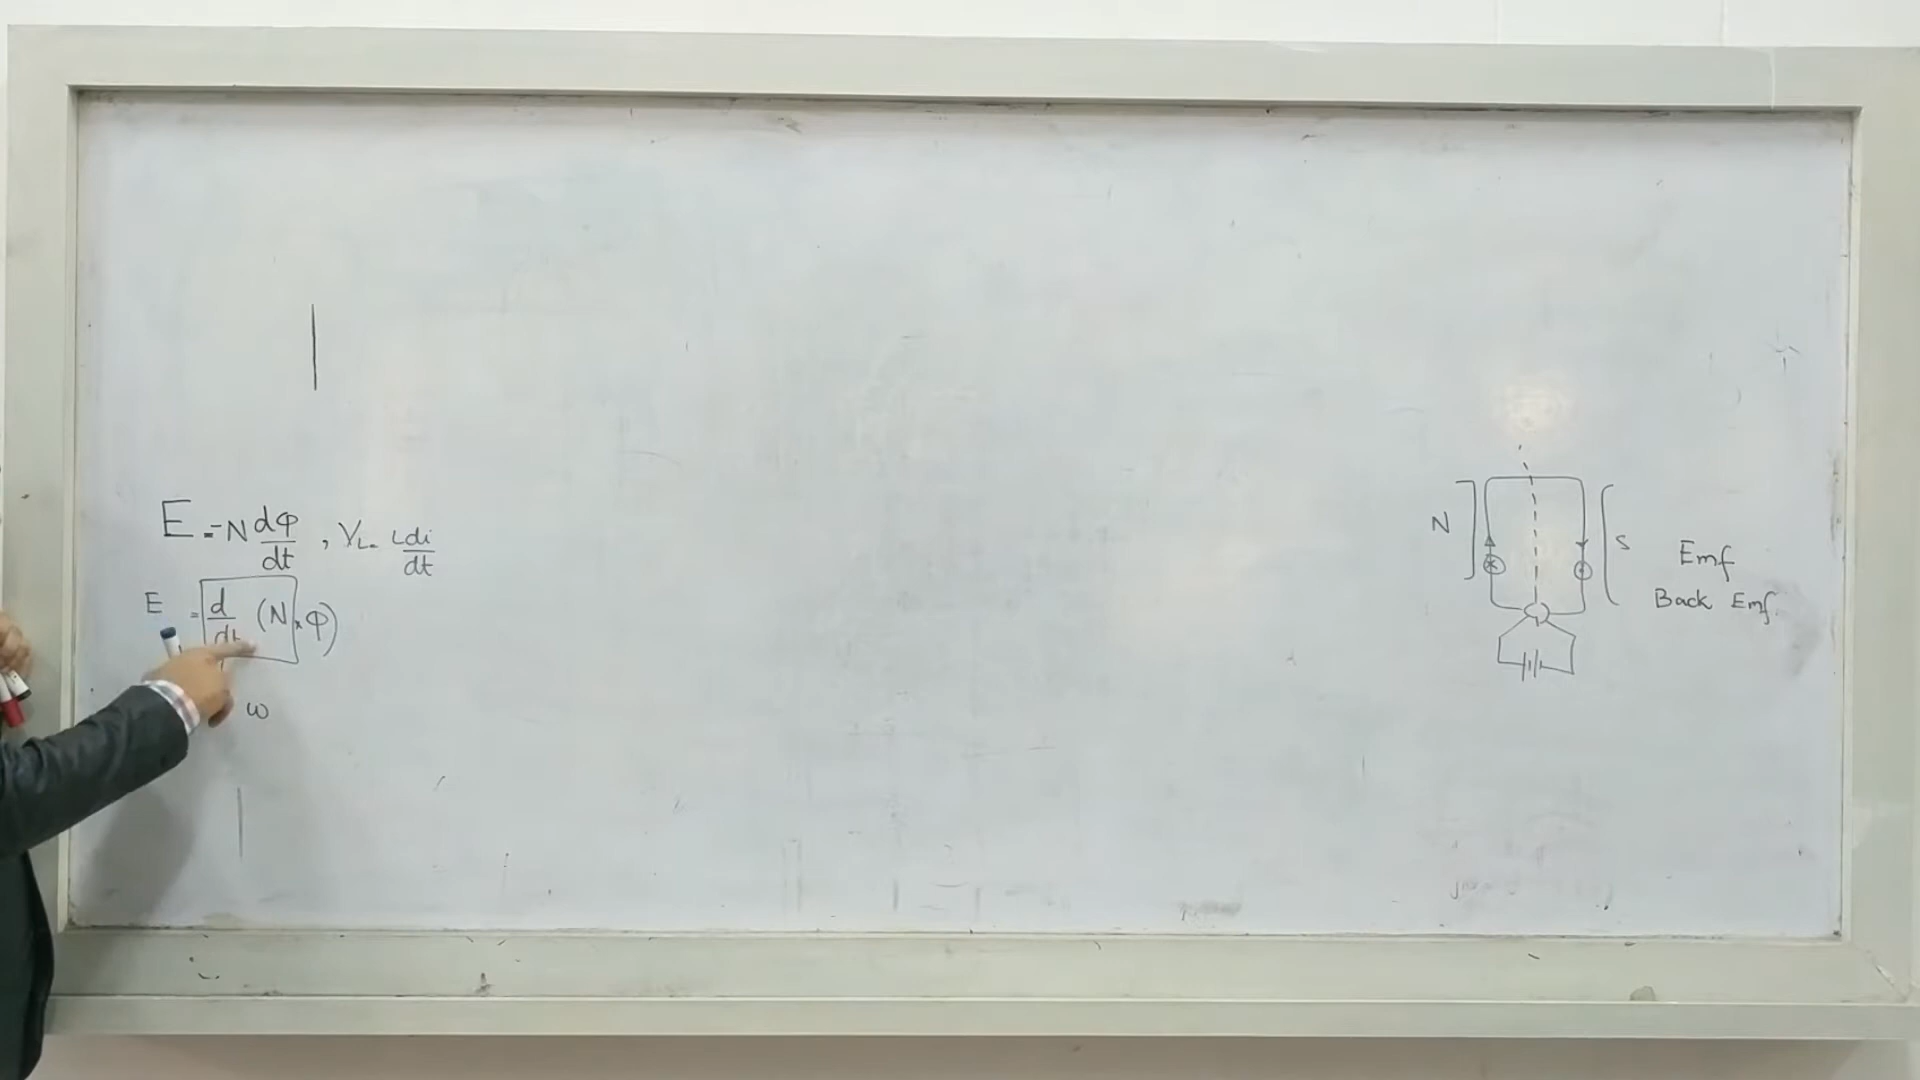 E = -N dφ/dt , V_L = L di/dt
E = d/dt (N × φ)
ω
N
S
Emf
Back Emf.